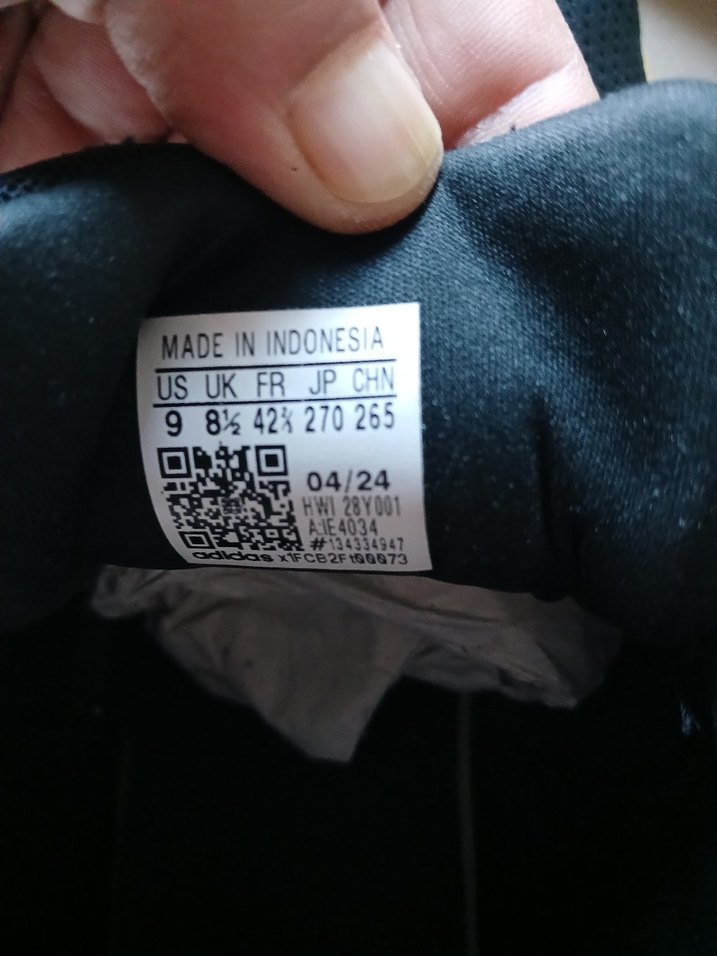 MADE IN INDONESIA
US UK FR JP CHN
9 8½ 42⅔ 270 265
04/24
HWI 28Y001
A:IE4034
#134334947
adidas x1FCB2Ft00073